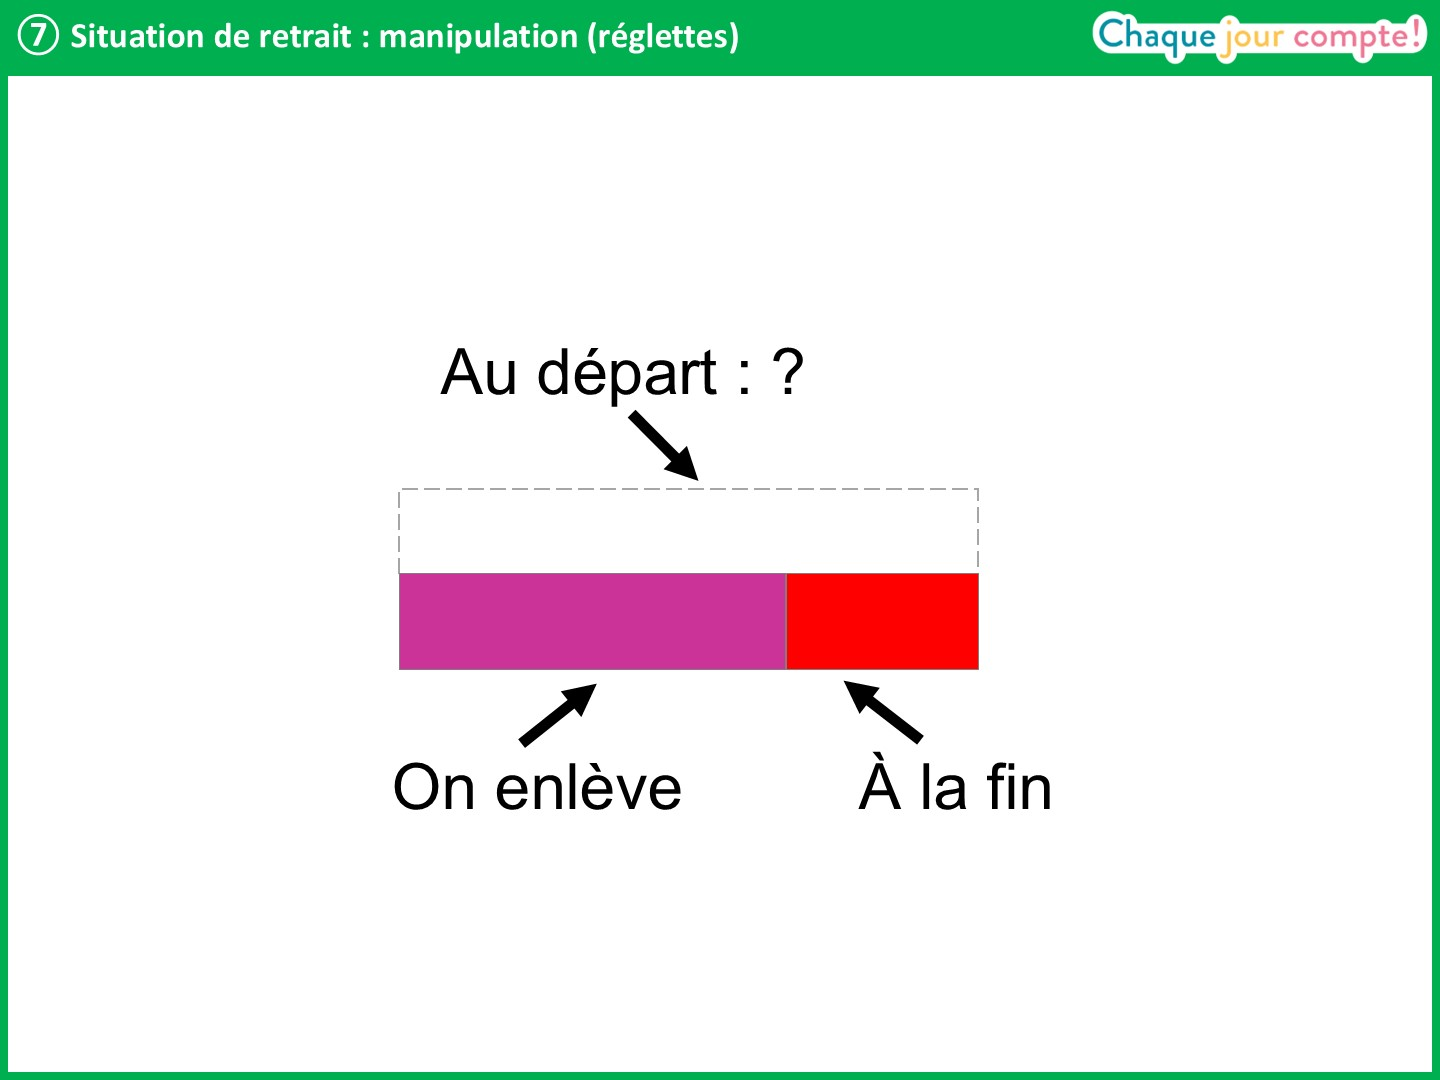 ⑦ Situation de retrait : manipulation (réglettes)
Chaque jour compte!
Au départ : ?
On enlève
À la fin